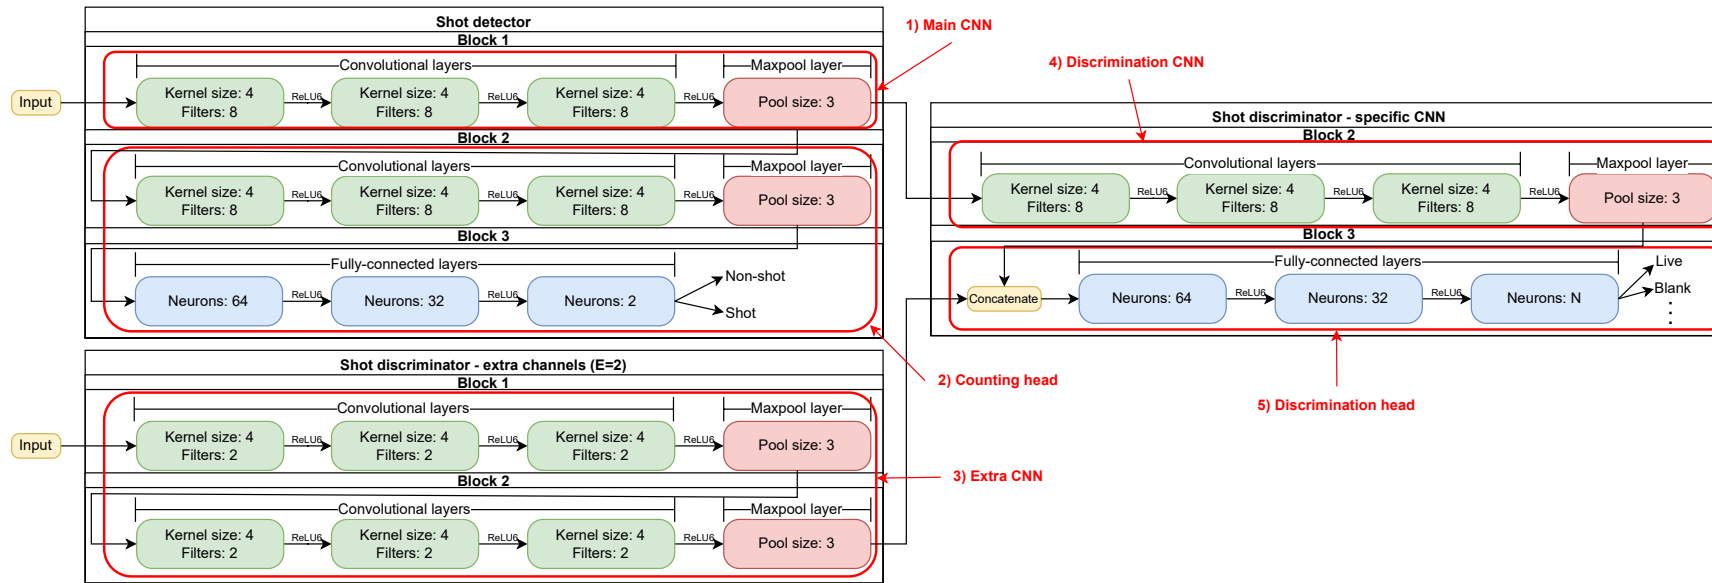 Shot detector
Block 1
Convolutional layers
Maxpool layer
Input
Kernel size: 4
Filters: 8
ReLU6
Kernel size: 4
Filters: 8
ReLU6
Kernel size: 4
Filters: 8
ReLU6
Pool size: 3
Block 2
Convolutional layers
Maxpool layer
Kernel size: 4
Filters: 8
ReLU6
Kernel size: 4
Filters: 8
ReLU6
Kernel size: 4
Filters: 8
ReLU6
Pool size: 3
Block 3
Fully-connected layers
Neurons: 64
ReLU6
Neurons: 32
ReLU6
Neurons: 2
Non-shot
Shot
1) Main CNN
2) Counting head
Shot discriminator - extra channels (E=2)
Block 1
Convolutional layers
Maxpool layer
Input
Kernel size: 4
Filters: 2
ReLU6
Kernel size: 4
Filters: 2
ReLU6
Kernel size: 4
Filters: 2
ReLU6
Pool size: 3
Block 2
Convolutional layers
Maxpool layer
Kernel size: 4
Filters: 2
ReLU6
Kernel size: 4
Filters: 2
ReLU6
Kernel size: 4
Filters: 2
ReLU6
Pool size: 3
3) Extra CNN
4) Discrimination CNN
Shot discriminator - specific CNN
Block 2
Convolutional layers
Maxpool layer
Kernel size: 4
Filters: 8
ReLU6
Kernel size: 4
Filters: 8
ReLU6
Kernel size: 4
Filters: 8
ReLU6
Pool size: 3
Block 3
Fully-connected layers
Concatenate
Neurons: 64
ReLU6
Neurons: 32
ReLU6
Neurons: N
Live
Blank
5) Discrimination head